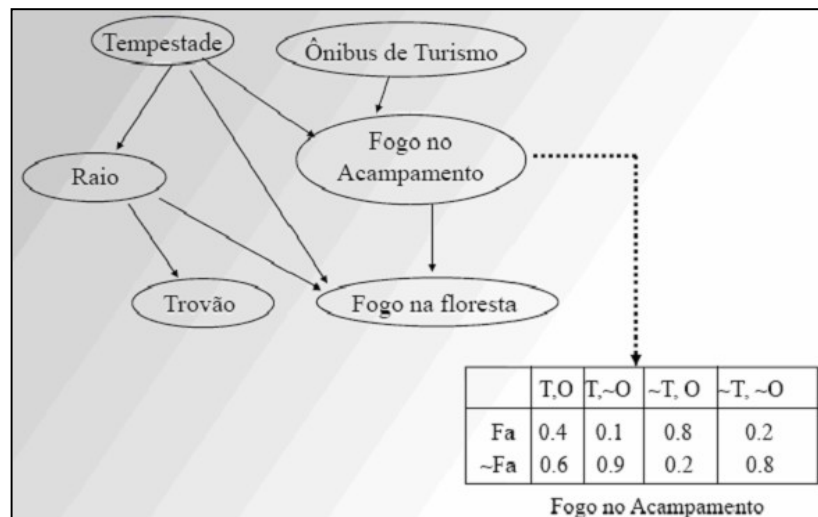 Tempestade
Ônibus de Turismo
Fogo no
Acampamento
Raio
Trovão
Fogo na floresta
T,O T,~O ~T, O ~T, ~O
Fa 0.4 0.1 0.8 0.2
~Fa 0.6 0.9 0.2 0.8
Fogo no Acampamento